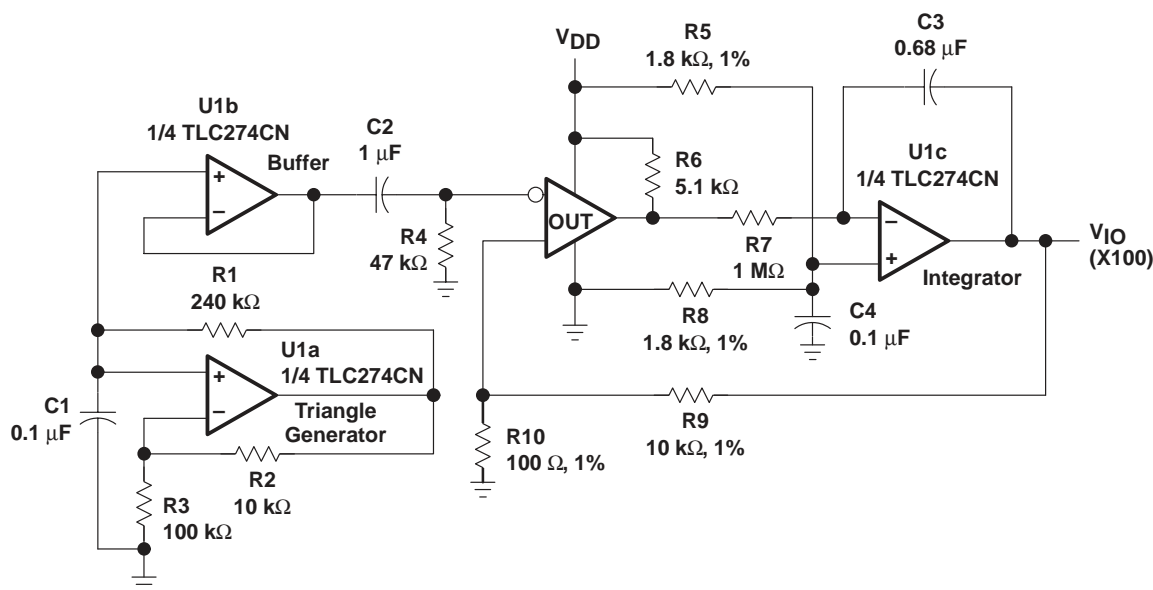 U1b
1/4 TLC274CN
+
−
Buffer
C2
1 μF
R4
47 kΩ
VDD
R5
1.8 kΩ, 1%
R6
5.1 kΩ
OUT
R7
1 MΩ
C3
0.68 μF
U1c
1/4 TLC274CN
−
+
Integrator
VIO
(X100)
R8
1.8 kΩ, 1%
C4
0.1 μF
R1
240 kΩ
U1a
1/4 TLC274CN
+
−
Triangle
Generator
C1
0.1 μF
R2
10 kΩ
R3
100 kΩ
R9
10 kΩ, 1%
R10
100 Ω, 1%